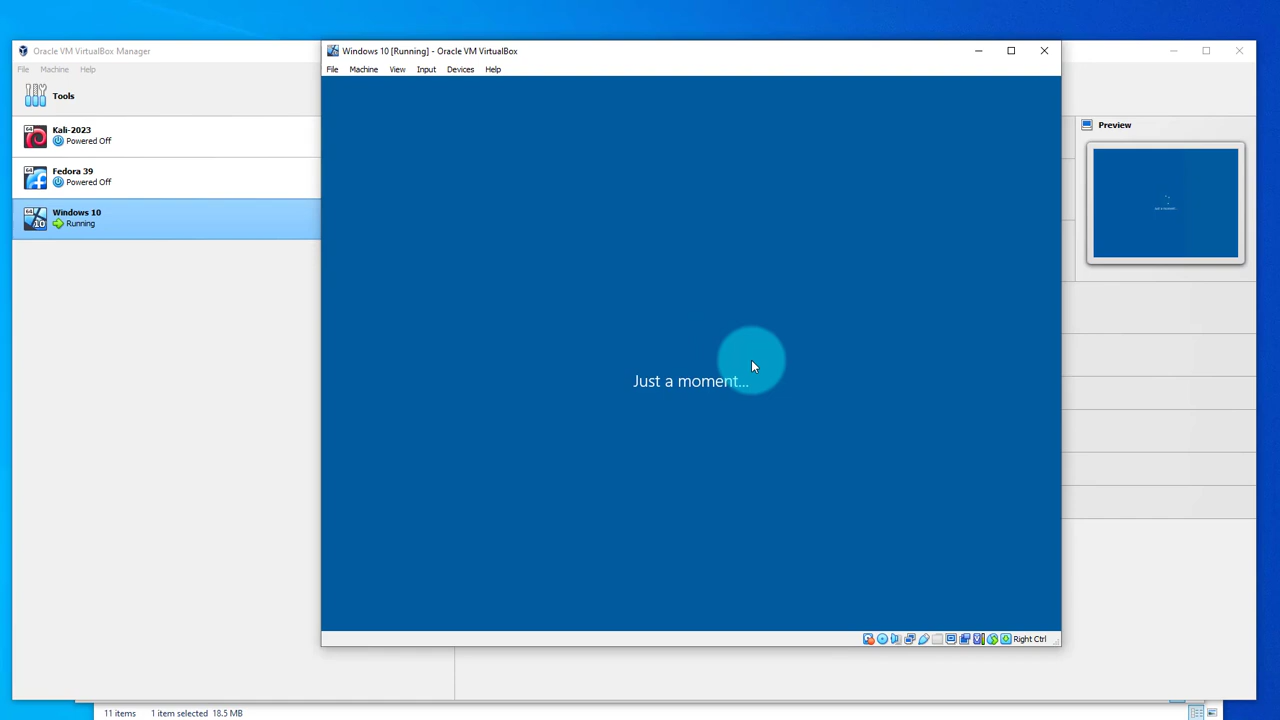 Oracle VM VirtualBox Manager
File Machine Help
Tools
Kali-2023
Powered Off
Fedora 39
Powered Off
Windows 10
Running
Windows 10 [Running] - Oracle VM VirtualBox
File Machine View Input Devices Help
Just a moment...
Right Ctrl
Preview
Just a moment...
11 items 1 item selected 18.5 MB